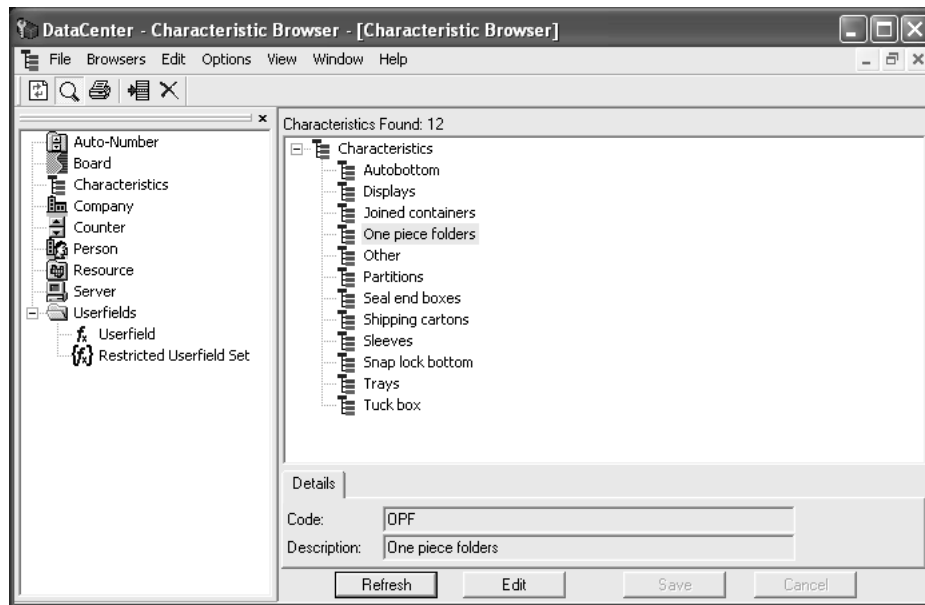 DataCenter - Characteristic Browser - [Characteristic Browser]
File Browsers Edit Options View Window Help
Auto-Number
Board
Characteristics
Company
Counter
Person
Resource
Server
Userfields
Userfield
Restricted Userfield Set
Characteristics Found: 12
Characteristics
Autobottom
Displays
Joined containers
One piece folders
Other
Partitions
Seal end boxes
Shipping cartons
Sleeves
Snap lock bottom
Trays
Tuck box
Details
Code: OPF
Description: One piece folders
Refresh Edit Save Cancel